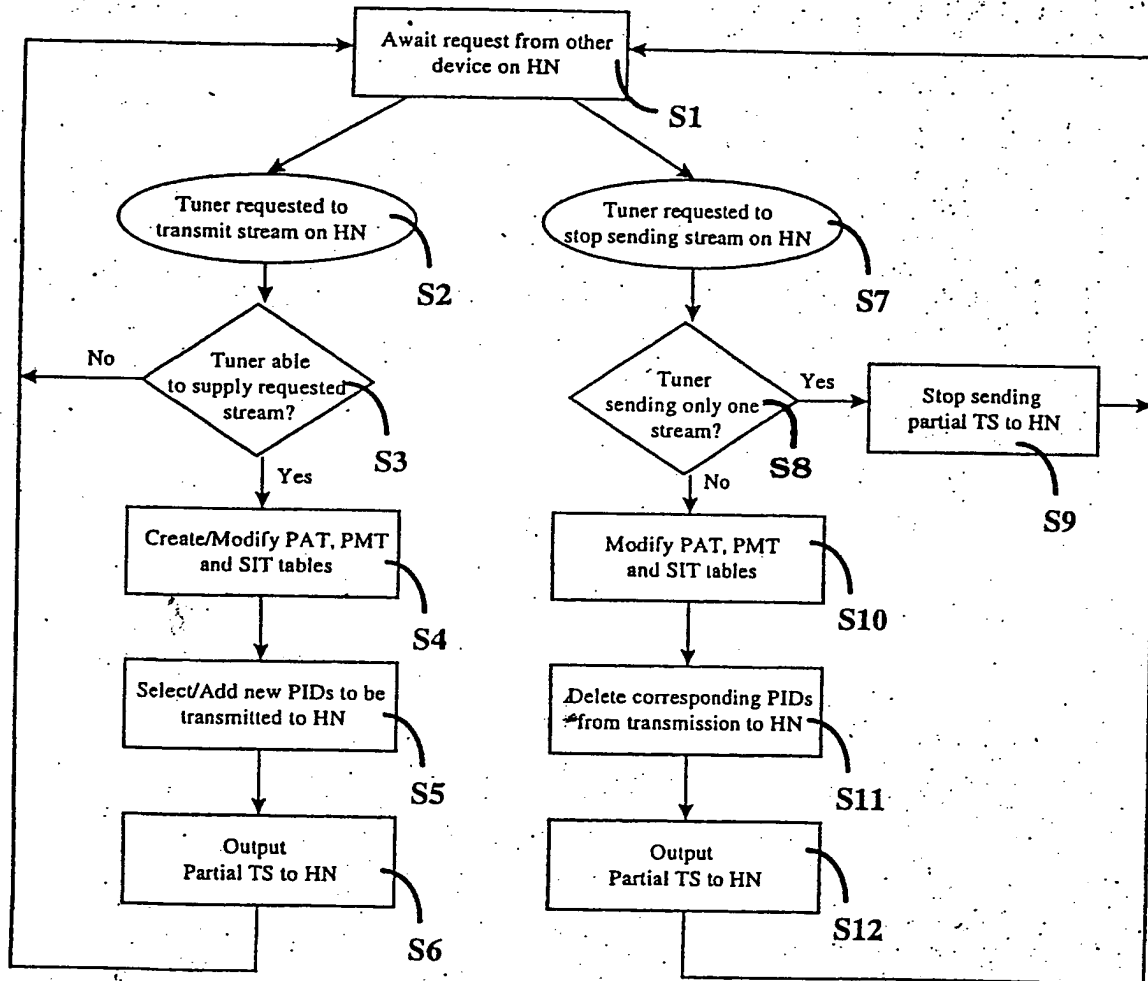 Await request from other
device on HN
S1
Tuner requested to
transmit stream on HN
S2
Tuner requested to
stop sending stream on HN
S7
No
Tuner able
to supply requested
stream?
S3
Yes
Tuner
sending only one
stream?
S8
Yes
Stop sending
partial TS to HN
S9
No
Create/Modify PAT, PMT
and SIT tables
S4
Modify PAT, PMT
and SIT tables
S10
Select/Add new PIDs to be
transmitted to HN
S5
Delete corresponding PIDs
from transmission to HN
S11
Output
Partial TS to HN
S6
Output
Partial TS to HN
S12